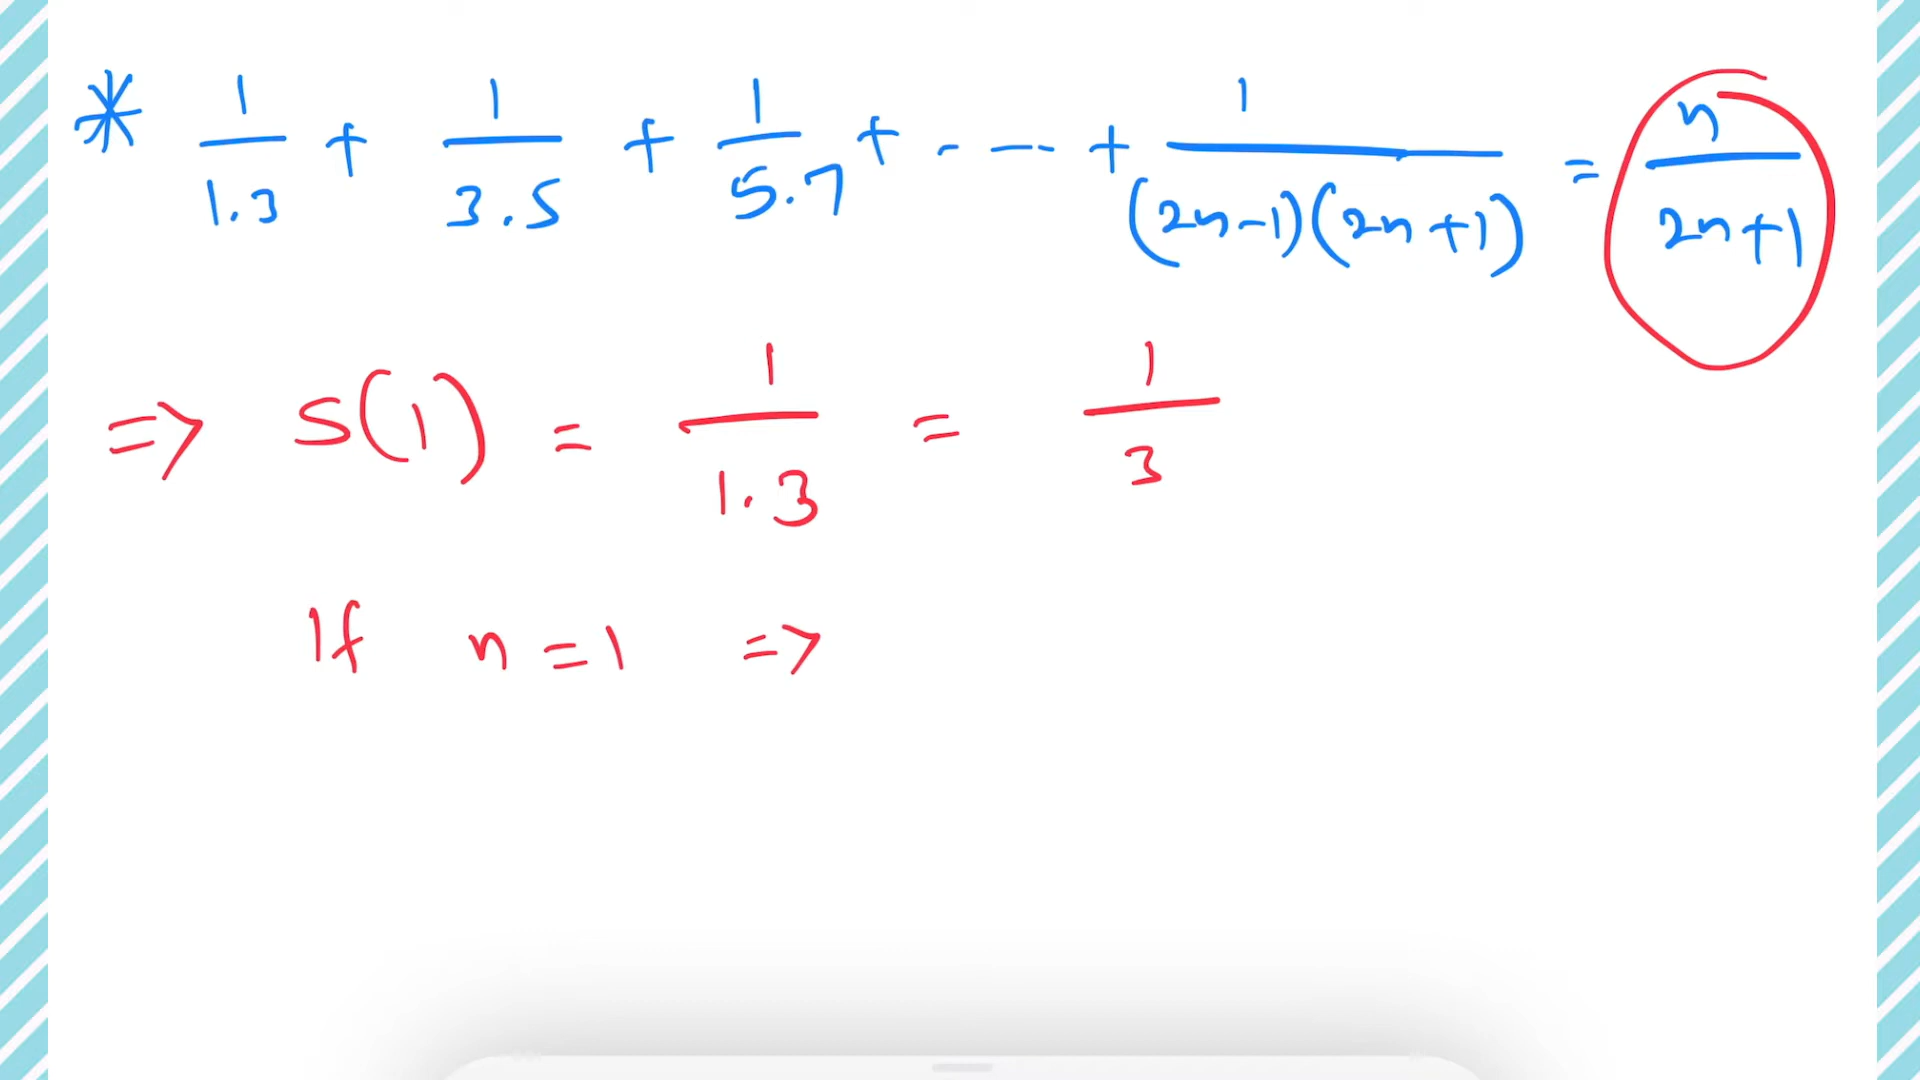 * 1/1.3 + 1/3.5 + 1/5.7 + - --- + 1/(2n-1)(2n+1) = n/2n+1
=> S(1) = 1/1.3 = 1/3
If n=1 =>